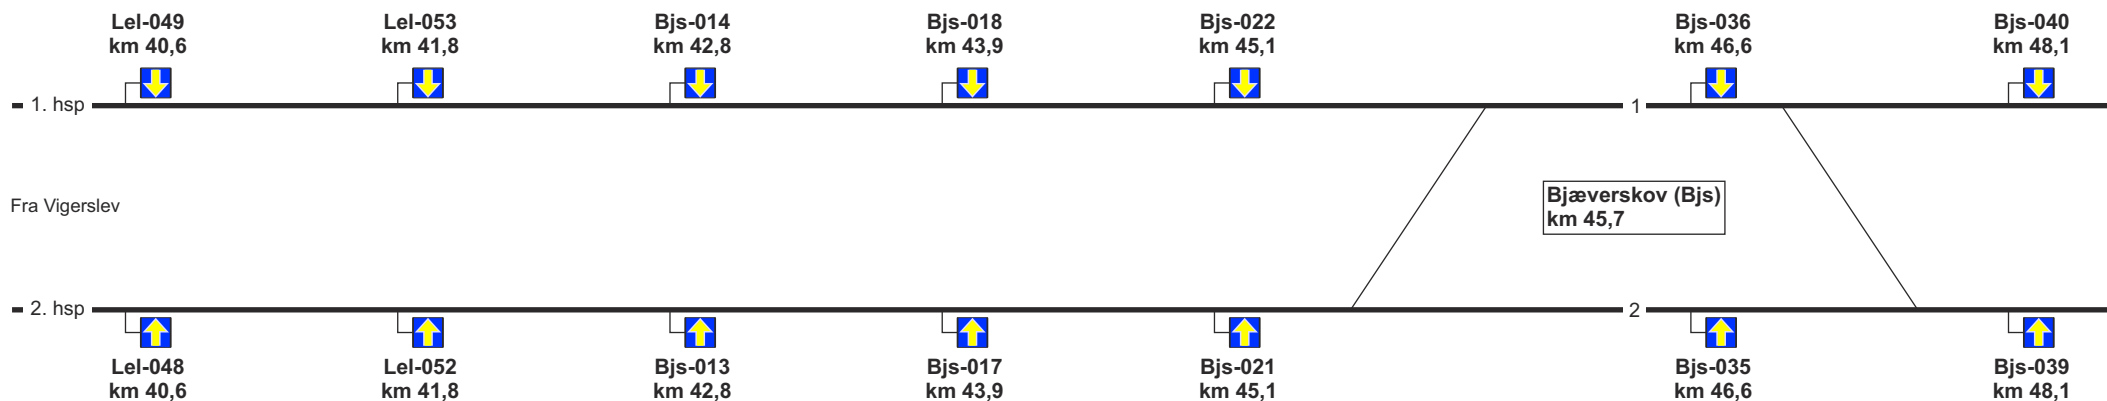 Lel-049
km 40,6
Lel-053
km 41,8
Bjs-014
km 42,8
Bjs-018
km 43,9
Bjs-022
km 45,1
Bjs-036
km 46,6
Bjs-040
km 48,1
1. hsp
1
Fra Vigerslev
Bjæverskov (Bjs)
km 45,7
2. hsp
2
Lel-048
km 40,6
Lel-052
km 41,8
Bjs-013
km 42,8
Bjs-017
km 43,9
Bjs-021
km 45,1
Bjs-035
km 46,6
Bjs-039
km 48,1